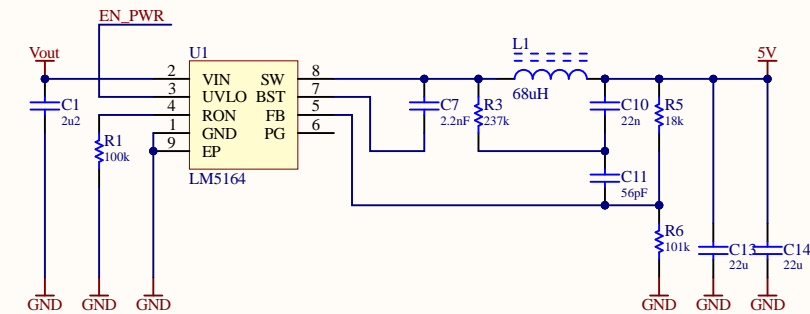 EN_PWR
Vout
U1
L1
5V
2 VIN SW 8
3 UVLO BST 7
4 RON FB 5
1 GND PG 6
9 EP
LM5164
C1
2u2
R1
100k
C7
2.2nF
R3
237k
68uH
C10
22n
R5
18k
C11
56pF
R6
101k
C13
22u
C14
22u
GND GND GND GND GND GND